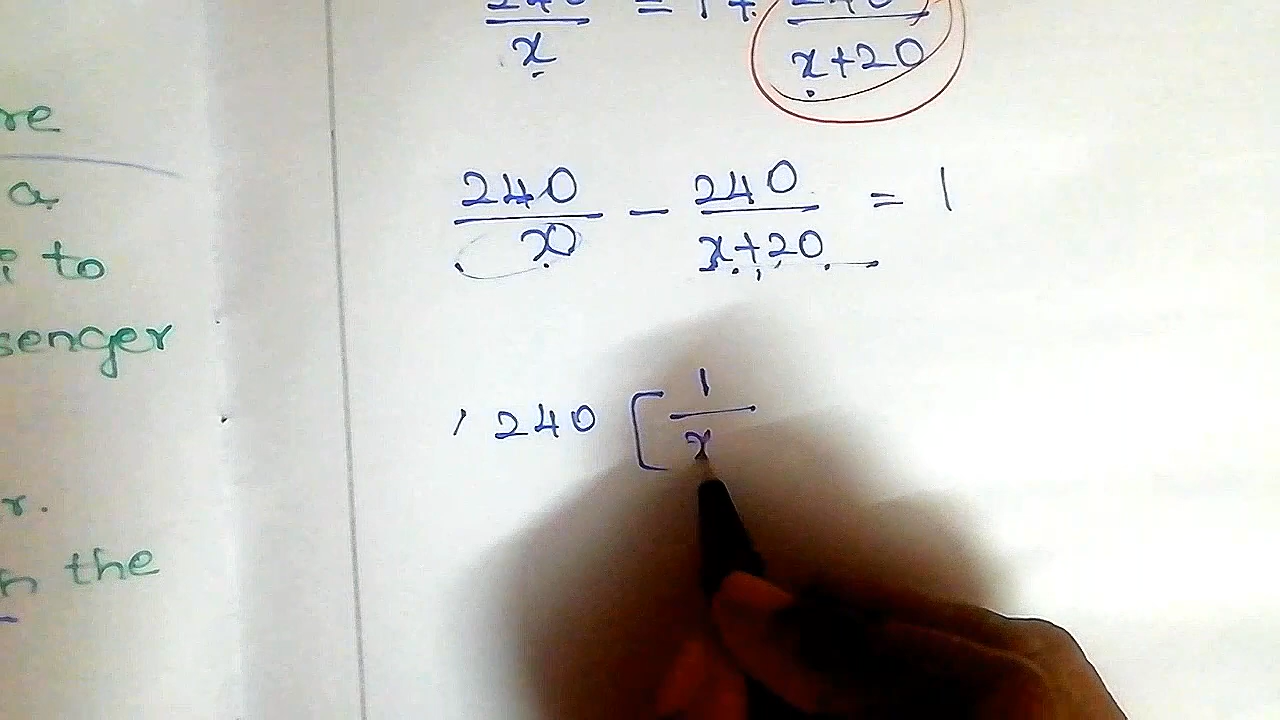 re
a
to
senger
r.
n the
240/x = 1 + 240/x+20
240/x - 240/x+20 = 1
240 [ 1/x